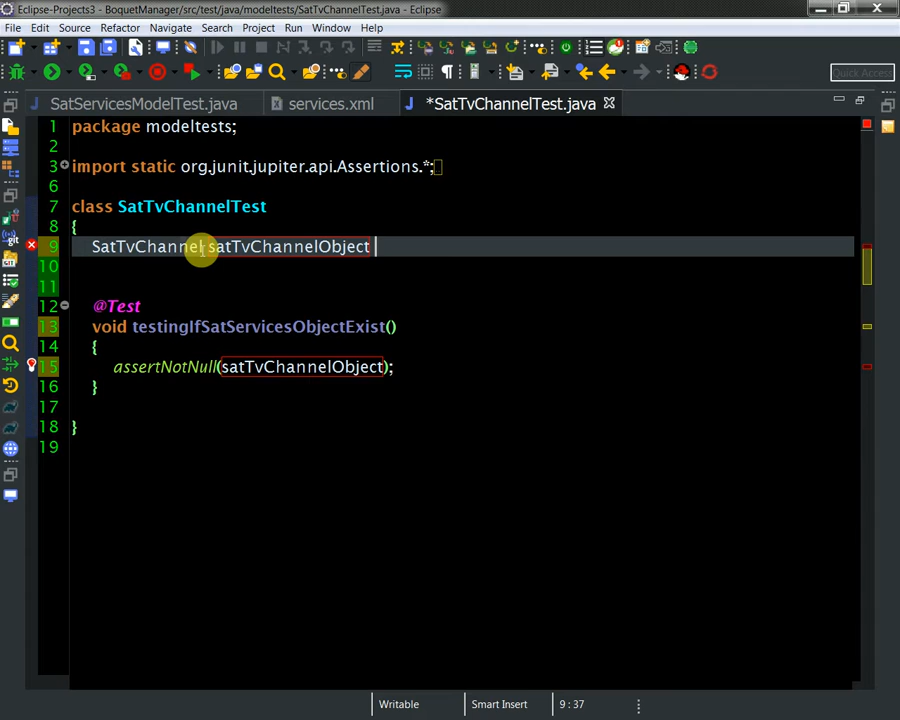 Eclipse-Projects3 - BoquetManager/src/test/java/modeltests/SatTvChannelTest.java - Eclipse
File Edit Source Refactor Navigate Search Project Run Window Help
Quick Access
SatServicesModelTest.java services.xml *SatTvChannelTest.java
1 package modeltests;
2
3 import static org.junit.jupiter.api.Assertions.*;
6
7 class SatTvChannelTest
8 {
9 SatTvChannel satTvChannelObject
10
11
12 @Test
13 void testingIfSatServicesObjectExist()
14 {
15 assertNotNull(satTvChannelObject);
16 }
17
18 }
19
Writable Smart Insert 9 : 37